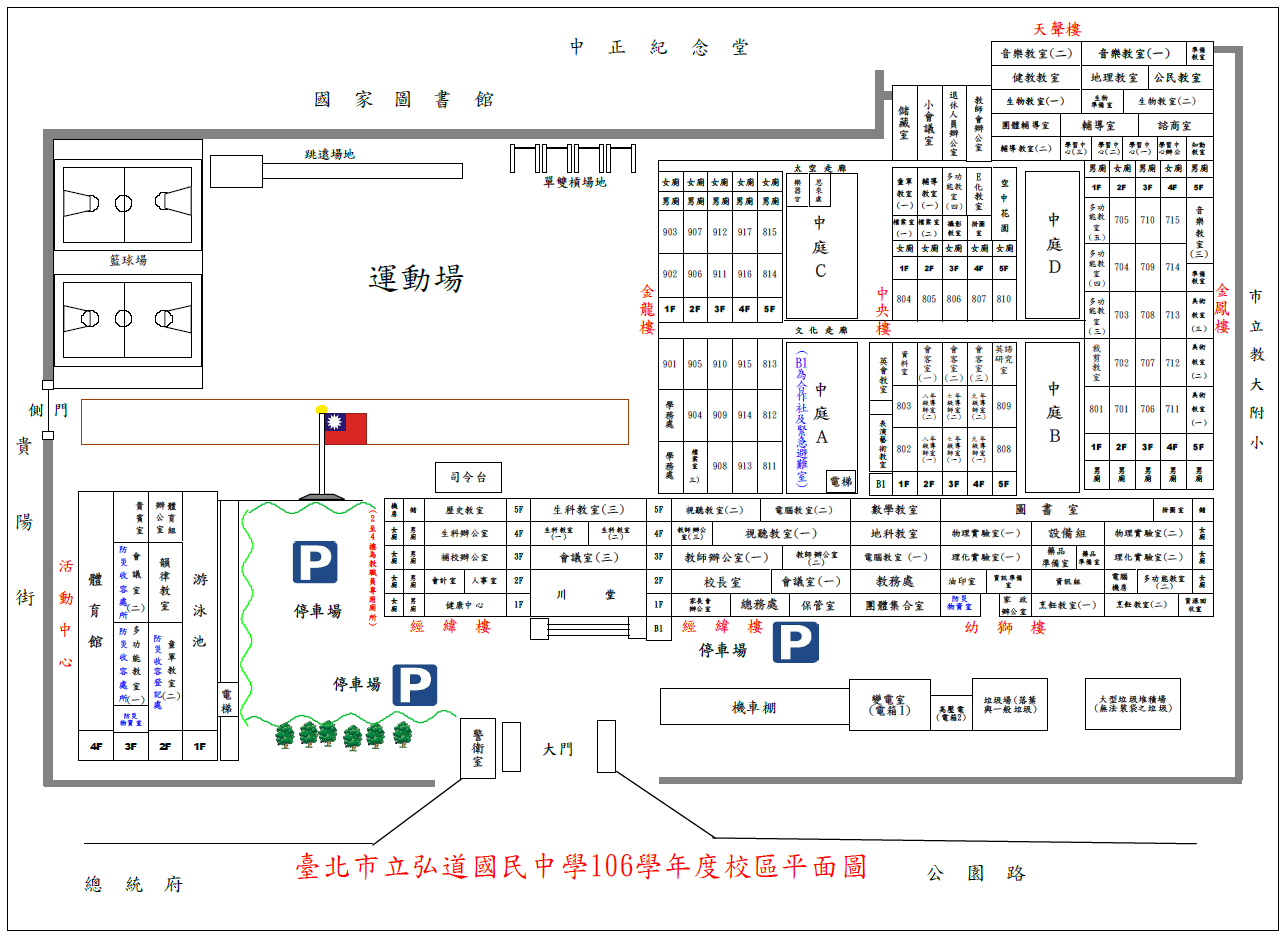 天聲樓
中正紀念堂
國家圖書館
音樂教室(二) 音樂教室(一) 準備教室
健教教室 地理教室 公民教室
生物教室(一) 生物準備室 生物教室(二)
團體輔導室 輔導室 諮商室
輔導教室(二) 學習中心(三) 學習中心(二) 學習中心(一) 學習中心辦公 知動教室
儲藏室 小會議室 退休人員辦公室 教師會辦公室
跳遠場地
單雙槓場地
籃球場
運動場
太空走廊
女廁 女廁 女廁 女廁 女廁
男廁 男廁 男廁 男廁 男廁
903 907 912 917 815
902 906 911 916 814
1F 2F 3F 4F 5F
金龍樓
樂器室 思來處
中庭C
童軍教室(一) 輔導教室(一) 多功能教室(四) E化教室 空中花園
檔案室(一) 檔案室(二) 攝影教室 掛圖室
女廁 女廁 女廁 女廁 女廁
1F 2F 3F 4F 5F
804 805 806 807 810
中央樓
中庭D
男廁 女廁 男廁 女廁 男廁
1F 2F 3F 4F 5F
多功能教室(五) 705 710 715 音樂教室(三)
多功能教室(四) 704 709 714 準備教室
多功能教室(三) 703 708 713 美術教室(三)
裁剪教室 702 707 712 美術教室(二)
801 701 706 711 美術教室(一)
1F 2F 3F 4F 5F
男廁 男廁 男廁 男廁 男廁
金鳳樓
市立教大附小
文化走廊
901 905 910 915 813
學務處 904 909 914 812
學務處 檔案室(三) 908 913 811
(B1為合作社及緊急避難室)
中庭A
電梯
英會教室 資料室 會客室(一) 會客室(二) 會客室(三) 英語研究室
803 八年級導師室(二) 七年級導師室(二) 九年級導師室(二) 809
表演藝術教室 802 八年級導師室(一) 七年級導師室(一) 九年級導師室(一) 808
B1 1F 2F 3F 4F 5F
中庭B
側門
貴陽街
司令台
機房 儲 歷史教室 5F 生科教室(三) 5F 視聽教室(二) 電腦教室(二) 數學教室 圖書室 掛圖室 儲
女廁 男廁 生科辦公室 4F 生科教室(一) 生科教室(二) 4F 教師辦公室(三) 視聽教室(一) 地科教室 物理實驗室(一) 設備組 物理實驗室(二) 女廁
女廁 男廁 補校辦公室 3F 會議室(三) 3F 教師辦公室(一) 教師辦公室(二) 電腦教室(一) 理化實驗室(一) 藥品準備室 藥品準備室 理化實驗室(二) 女廁
女廁 男廁 會計室 人事室 2F 川堂 2F 校長室 會議室(一) 教務處 油印室 資訊準備室 資訊組 電腦機房 多功能教室(二) 女廁
女廁 男廁 健康中心 1F 1F 家長會辦公室 總務處 保管室 團體集合室 防災物資室 家政辦公室 烹飪教室(一) 烹飪教室(二) 資源回收室
B1
經緯樓 經緯樓 幼獅樓
(2至4樓為教職員專用廁所)
活動中心
體育館 4F
貴賓室 會議室(二) 防災收容處所 多功能教室(一) 防災收容處所 防災物資室 3F
體育組辦公室 韻律教室 童軍教室(二) 防災收容登記處 2F
游泳池 1F
電梯
P
停車場
停車場 P
停車場 P
機車棚 變電室(電箱1) 高壓電(電箱2) 垃圾場(落葉與一般垃圾) 大型垃圾堆積場(無法裝袋之垃圾)
警衛室
大門
臺北市立弘道國民中學106學年度校區平面圖
總統府
公園路